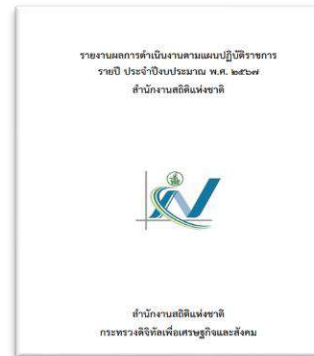 รายงานผลการดำเนินงานตามแผนปฏิบัติราชการ
รายปี ประจำปีงบประมาณ พ.ศ. ๒๕๖๗
สำนักงานสถิติแห่งชาติ
สำนักงานสถิติแห่งชาติ
กระทรวงดิจิทัลเพื่อเศรษฐกิจและสังคม